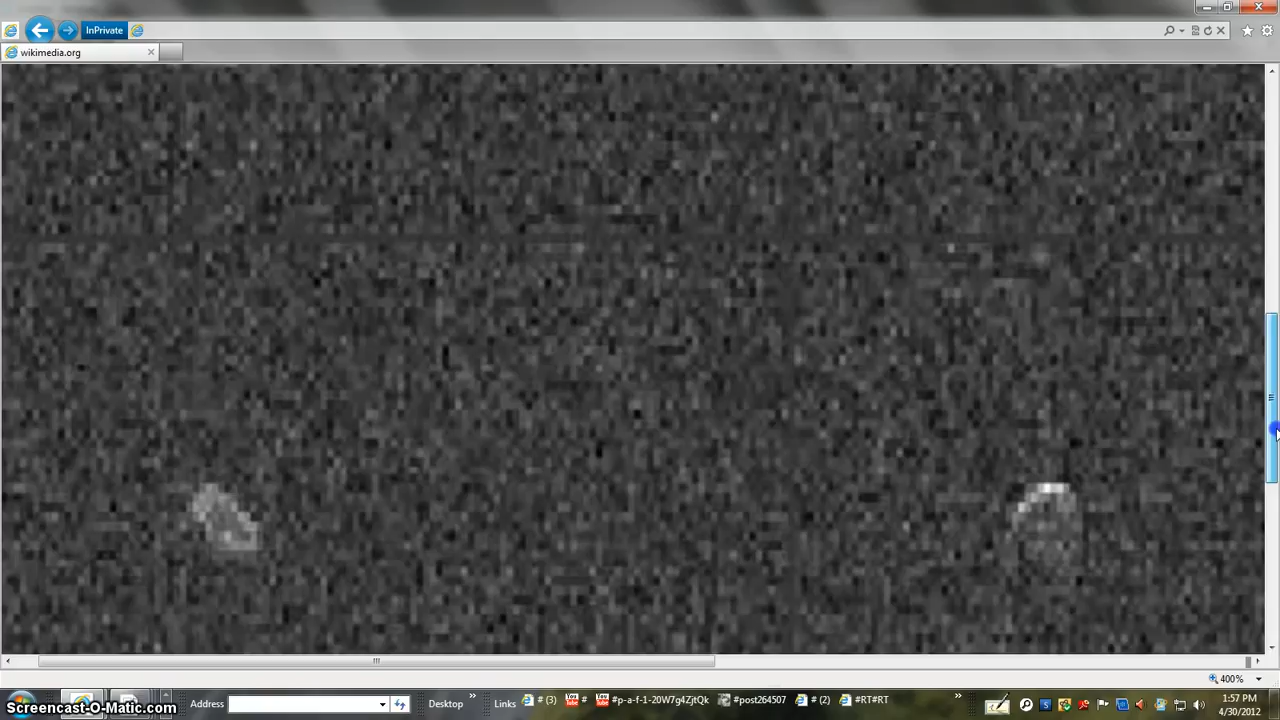 InPrivate
wikimedia.org
400%
Address
Desktop
Links
# (3)
#
#p-a-f-1-20W7g4ZjtQk
#post264507
# (2)
#RT#RT
1:57 PM
4/30/2012
Screencast-O-Matic.com